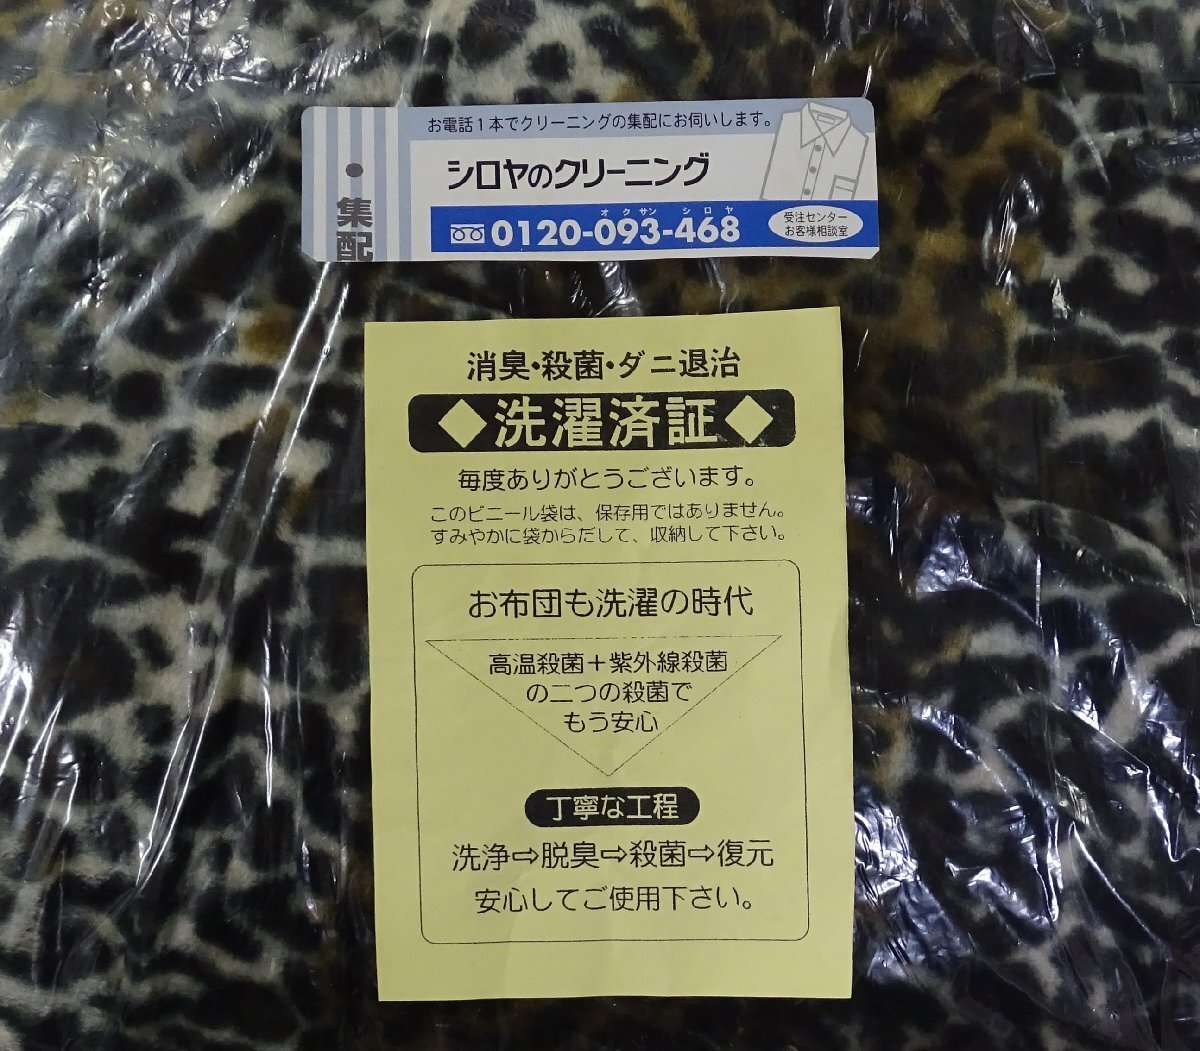 お電話1本でクリーニングの集配にお伺いします。
・集配
シロヤのクリーニング
オクサン シロヤ
0120-093-468
受注センター
お客様相談室
消臭・殺菌・ダニ退治
◆洗濯済証◆
毎度ありがとうございます。
このビニール袋は、保存用ではありません。
すみやかに袋からだして、収納して下さい。
お布団も洗濯の時代
高温殺菌＋紫外線殺菌
の二つの殺菌で
もう安心
丁寧な工程
洗浄⇨脱臭⇨殺菌⇨復元
安心してご使用下さい。